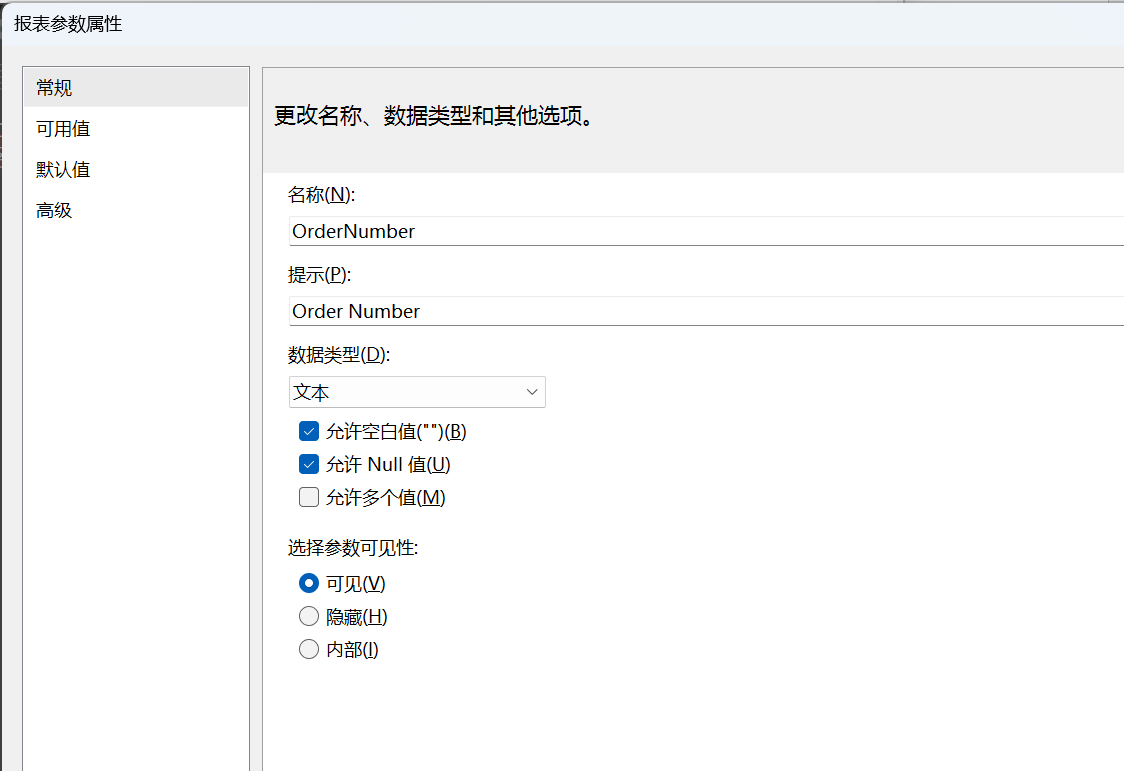 报表参数属性
常规
可用值
默认值
高级
更改名称、数据类型和其他选项。
名称(N):
OrderNumber
提示(P):
Order Number
数据类型(D):
文本
允许空白值("")(B)
允许 Null 值(U)
允许多个值(M)
选择参数可见性:
可见(V)
隐藏(H)
内部(I)